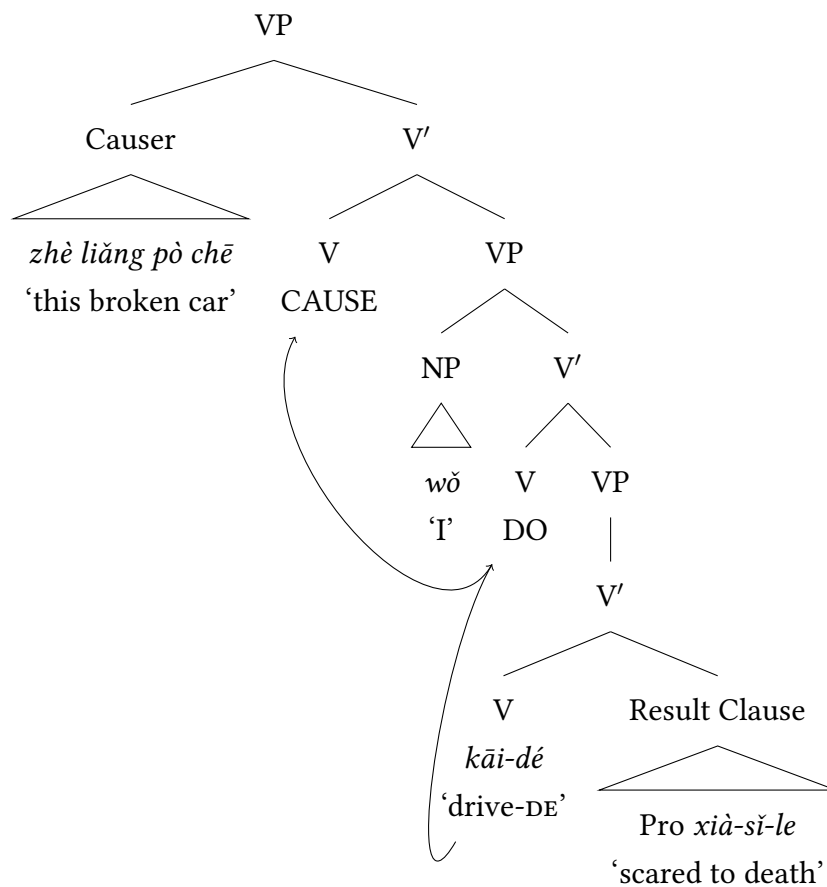 VP
Causer V′
zhè liǎng pò chē V VP
‘this broken car’ CAUSE
NP V′
wǒ V VP
‘I’ DO
V′
V Result Clause
kāi-dé
‘drive-DE’ Pro xià-sǐ-le
‘scared to death’